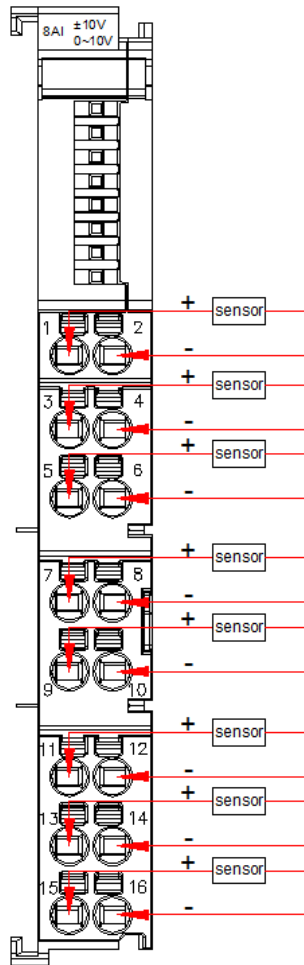 8AI ±10V
0~10V
+ sensor
1 2
-
+ sensor
3 4
-
+ sensor
5 6
-
+ sensor
7 8
-
+ sensor
-
9 10
+ sensor
11 12
-
+ sensor
13 14
-
+ sensor
15 16
-